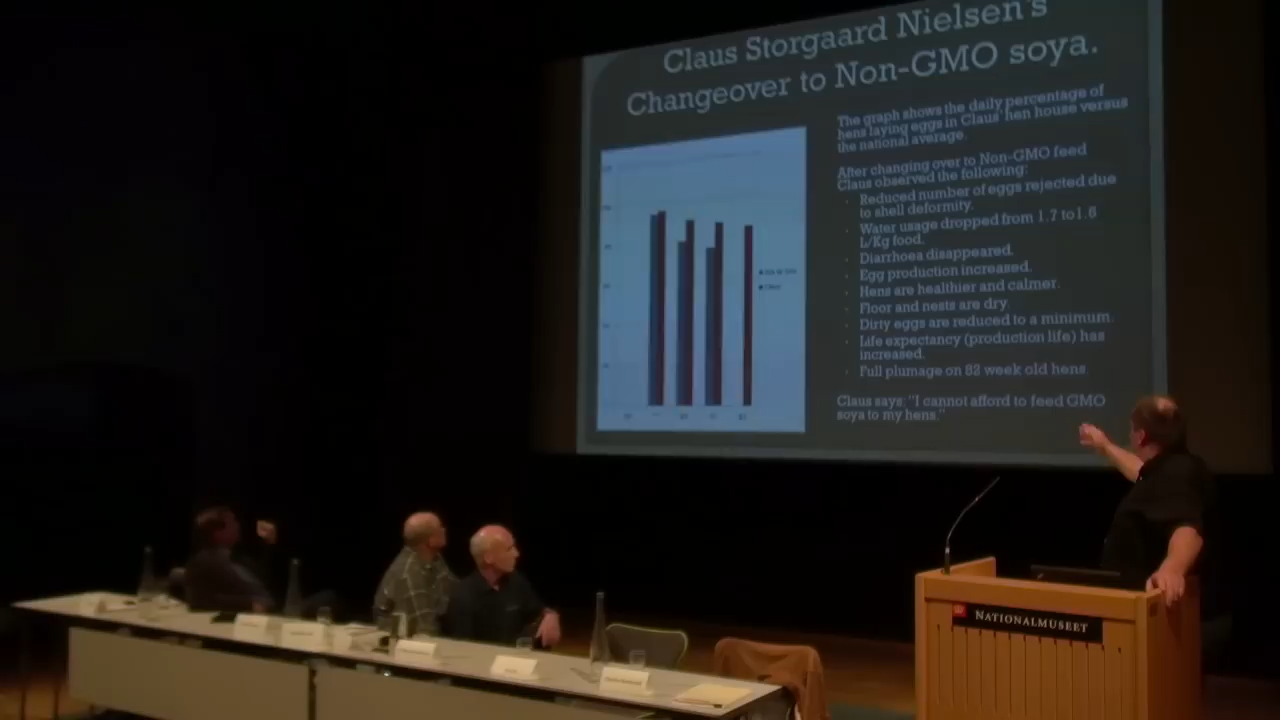 Claus Storgaard Nielsen's
Changeover to Non-GMO soya.
The graph shows the daily percentage of
hens laying eggs in Claus' hen house versus
the national average.
After changing over to Non-GMO feed
Claus observed the following:
Reduced number of eggs rejected due
to shell deformity.
Water usage dropped from 1.7 to 1.6
L/Kg food.
Diarrhoea disappeared.
Egg production increased.
Hens are healthier and calmer.
Floor and nests are dry.
Dirty eggs are reduced to a minimum.
Life expectancy (production life) has
increased.
Full plumage on 82 week old hens.
Claus says: "I cannot afford to feed GMO
soya to my hens."
NATIONALMUSEET